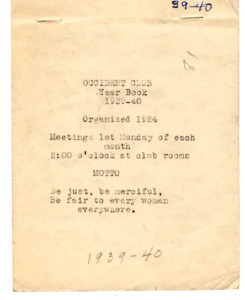 39-40
OCCIDENT CLUB
Year Book
1939-40
Organized 1924
Meetings 1st Monday of each
month
2:00 o'clock at club rooms
MOTTO
Be just, be merciful,
Be fair to every woman
everywhere.
1939-40